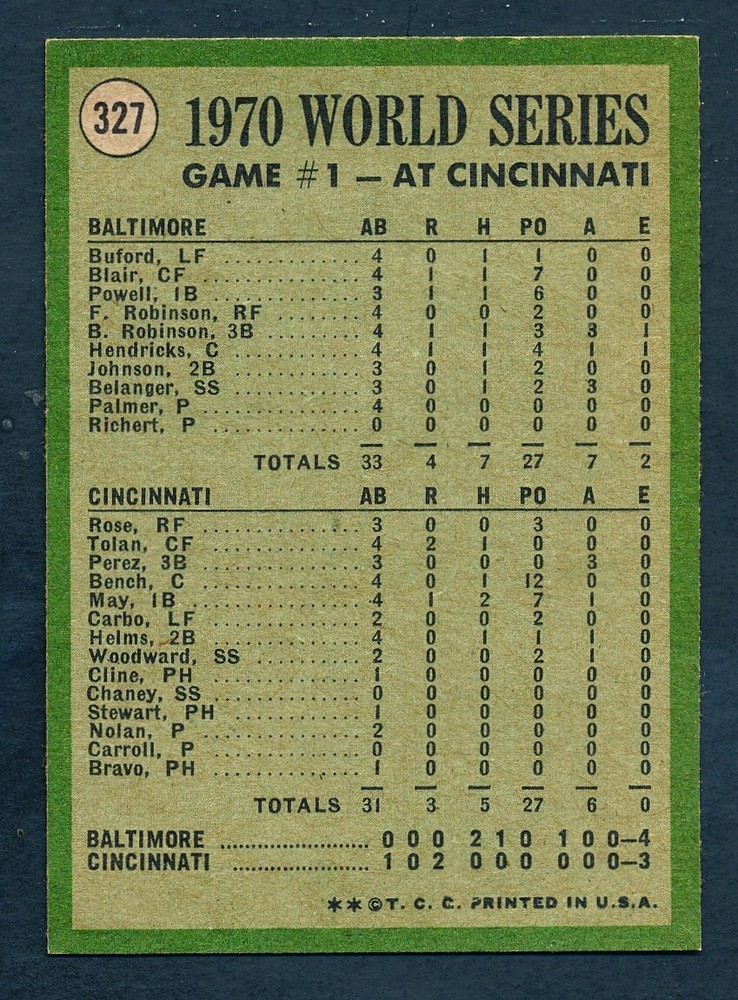 327
1970 WORLD SERIES
GAME #1 — AT CINCINNATI
BALTIMORE AB R H PO A E
Buford, LF ............ 4 0 1 1 0 0
Blair, CF ............ 4 1 1 7 0 0
Powell, 1B ............ 3 1 1 6 0 0
F. Robinson, RF ........ 4 0 0 2 0 0
B. Robinson, 3B ........ 4 1 1 3 3 1
Hendricks, C ........... 4 1 1 4 1 1
Johnson, 2B ............ 3 0 1 2 0 0
Belanger, SS ............ 3 0 1 2 3 0
Palmer, P ............ 4 0 0 0 0 0
Richert, P ............ 0 0 0 0 0 0
TOTALS 33 4 7 27 7 2
CINCINNATI AB R H PO A E
Rose, RF ............ 3 0 0 3 0 0
Tolan, CF ............ 4 2 1 0 0 0
Perez, 3B ............ 3 0 0 0 3 0
Bench, C ............ 4 0 1 12 0 0
May, 1B ............ 4 1 2 7 1 0
Carbo, LF ............ 2 0 0 2 0 0
Helms, 2B ............ 4 0 1 1 1 0
Woodward, SS ......... 2 0 0 2 1 0
Cline, PH ............ 1 0 0 0 0 0
Chaney, SS ............ 0 0 0 0 0 0
Stewart, PH ............ 1 0 0 0 0 0
Nolan, P ............ 2 0 0 0 0 0
Carroll, P ............ 0 0 0 0 0 0
Bravo, PH ............ 1 0 0 0 0 0
TOTALS 31 3 5 27 6 0
BALTIMORE ........................ 0 0 0 2 1 0 1 0 0—4
CINCINNATI ...................... 1 0 2 0 0 0 0 0 0—3
**©T. C. C. PRINTED IN U.S.A.